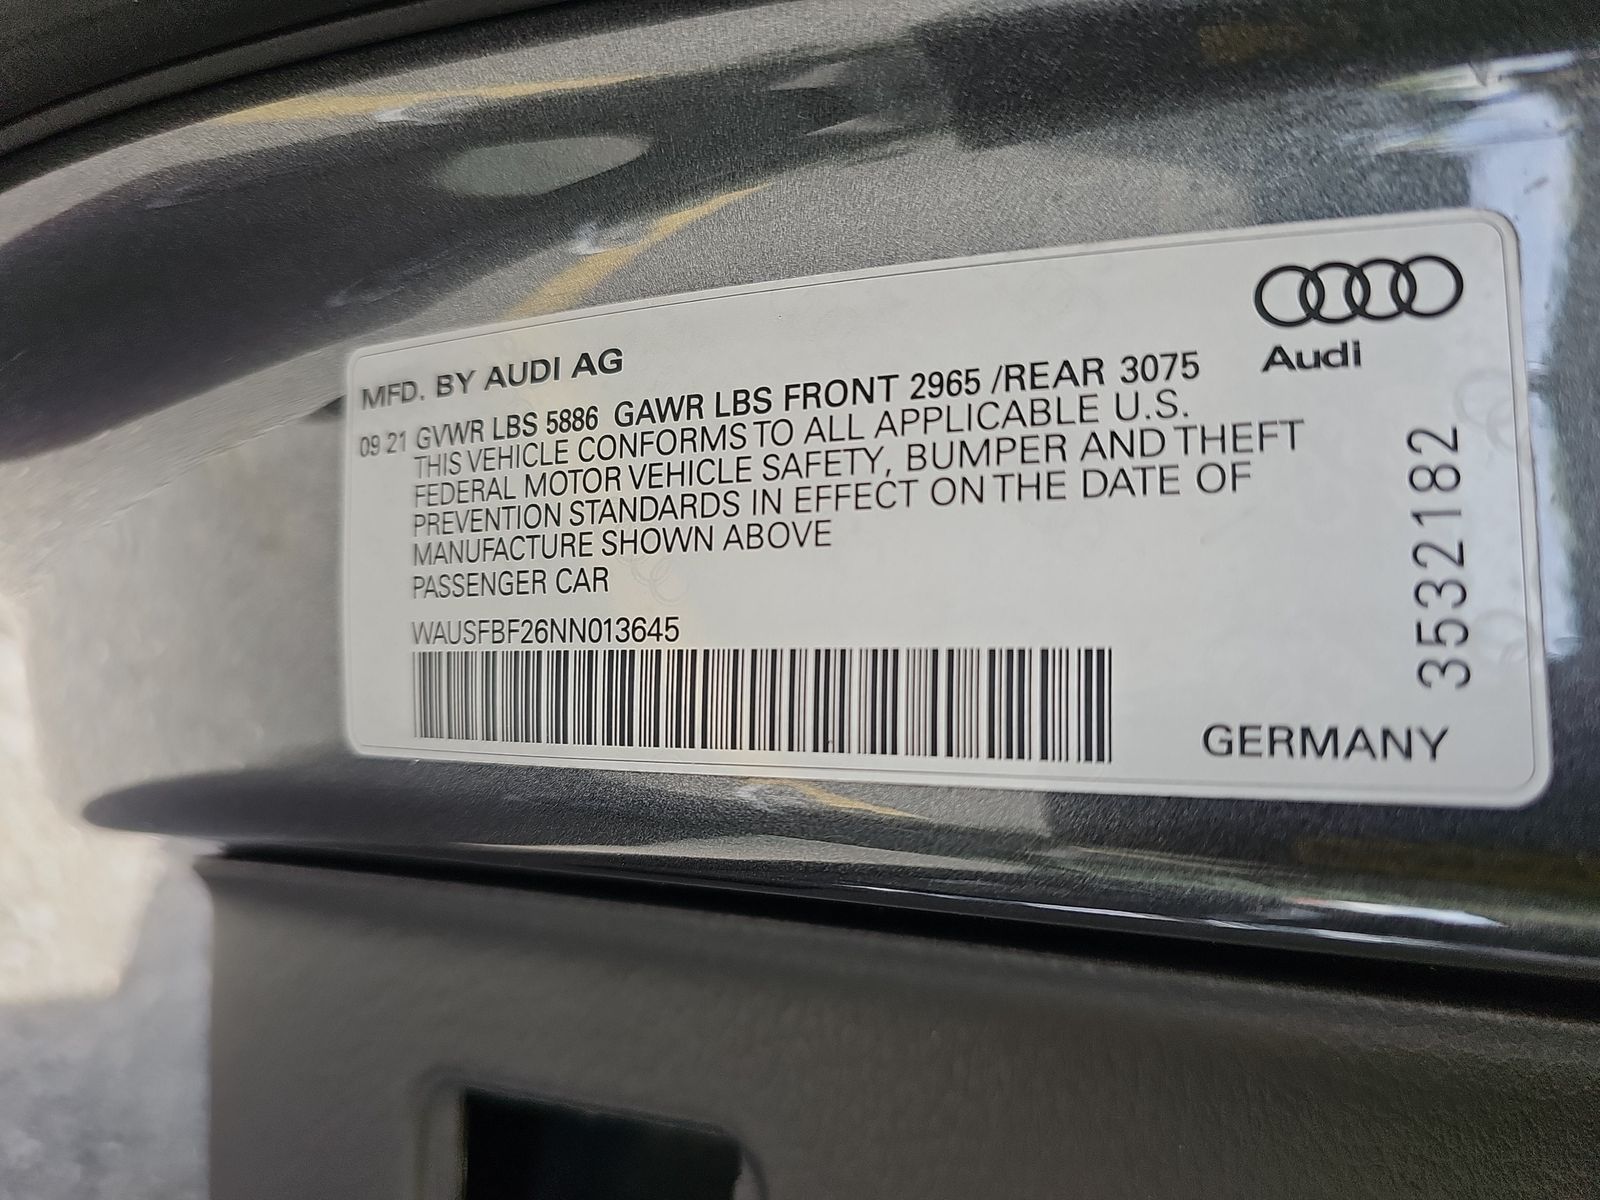 Audi
MFD. BY AUDI AG
09 21 GVWR LBS 5886 GAWR LBS FRONT 2965 /REAR 3075
THIS VEHICLE CONFORMS TO ALL APPLICABLE U.S.
FEDERAL MOTOR VEHICLE SAFETY, BUMPER AND THEFT
PREVENTION STANDARDS IN EFFECT ON THE DATE OF
MANUFACTURE SHOWN ABOVE
PASSENGER CAR
WAUSFBF26NN013645
3532182
GERMANY